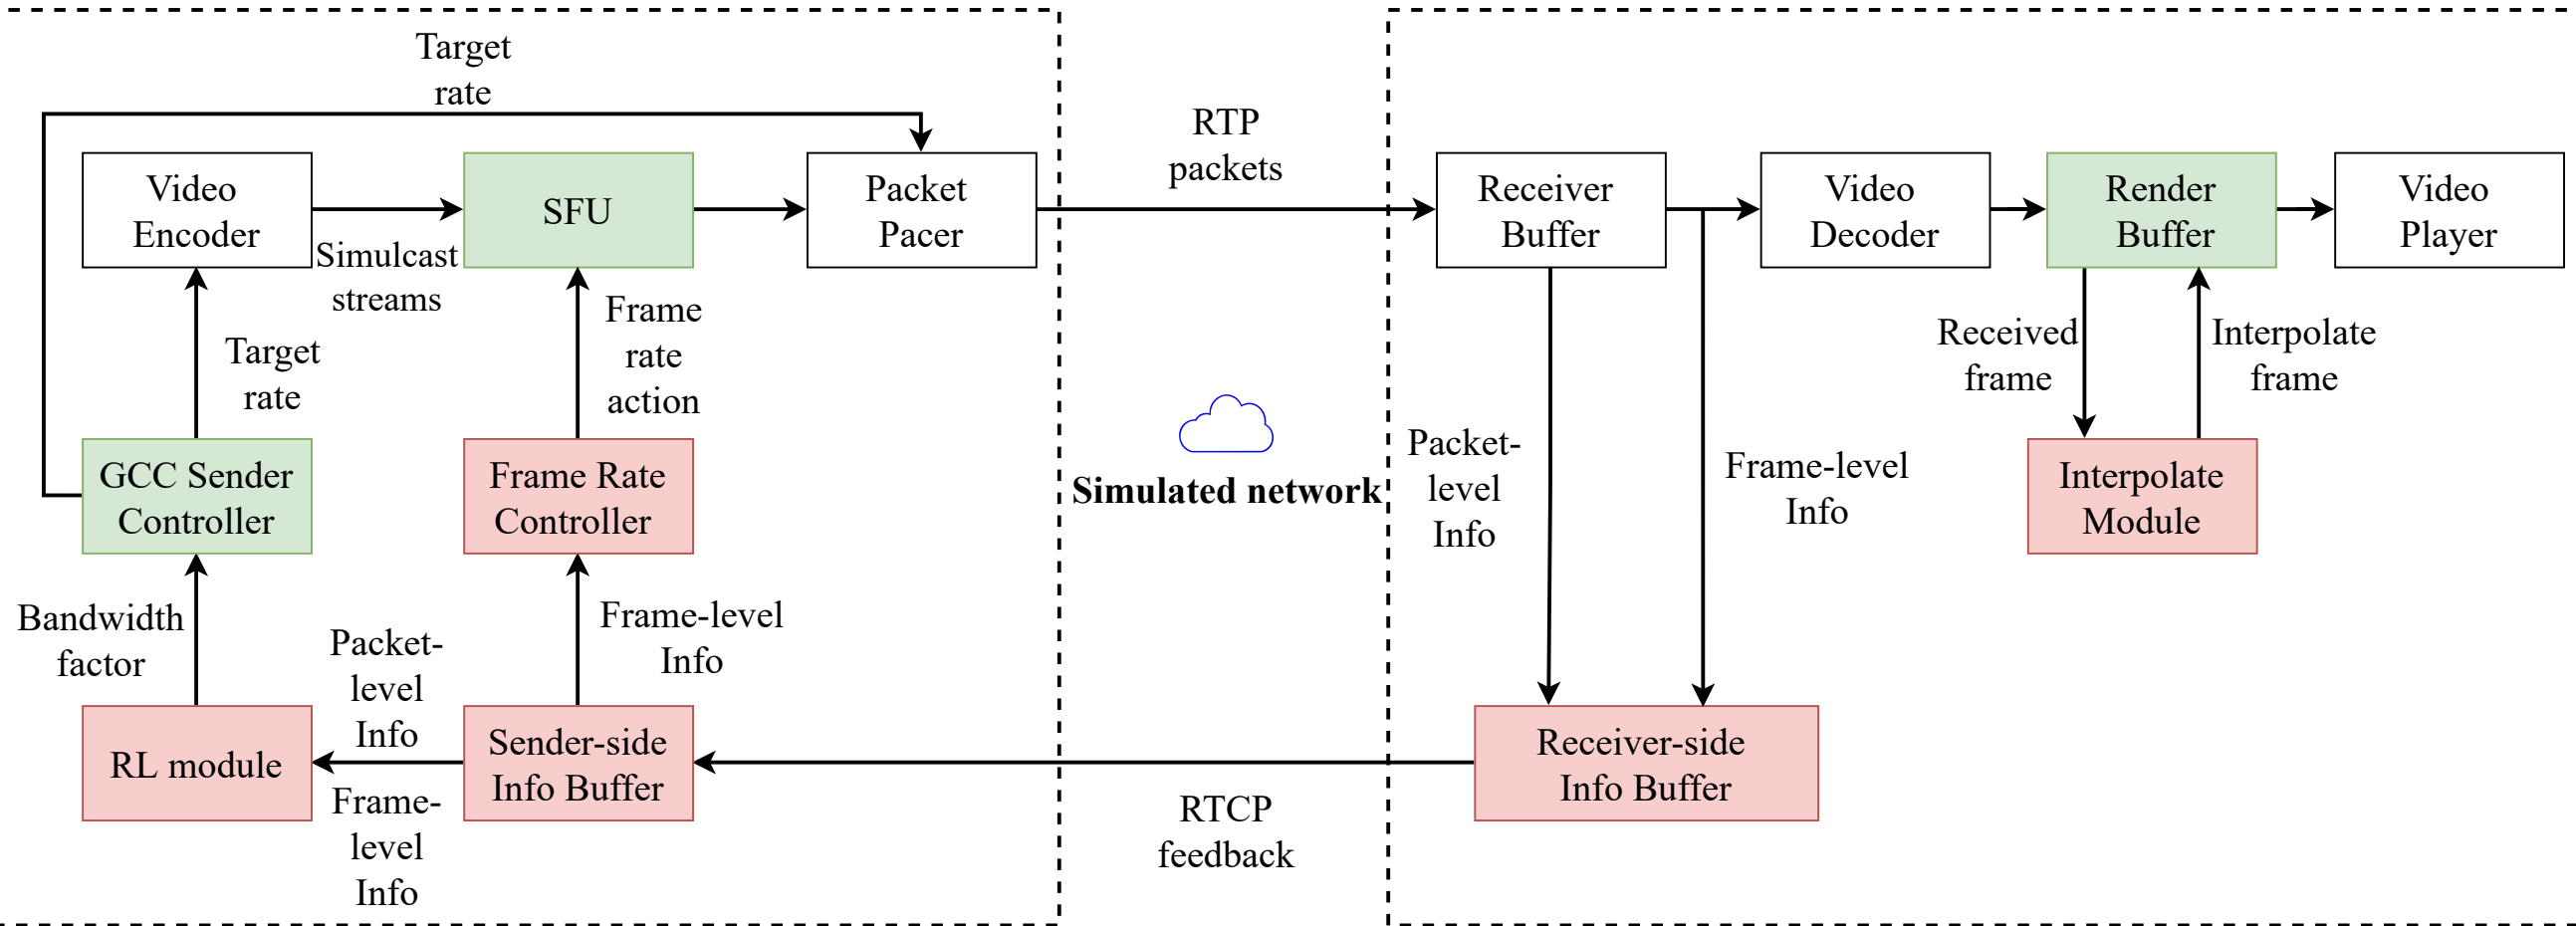 Target
rate
RTP
packets
Video
Encoder
Simulcast
streams
SFU
Packet
Pacer
Receiver
Buffer
Video
Decoder
Render
Buffer
Video
Player
Target
rate
Frame
rate
action
Received
frame
Interpolate
frame
GCC Sender
Controller
Frame Rate
Controller
Simulated network
Packet-
level
Info
Frame-level
Info
Interpolate
Module
Bandwidth
factor
Packet-
level
Info
Frame-level
Info
RL module
Frame-
level
Info
Sender-side
Info Buffer
RTCP
feedback
Receiver-side
Info Buffer